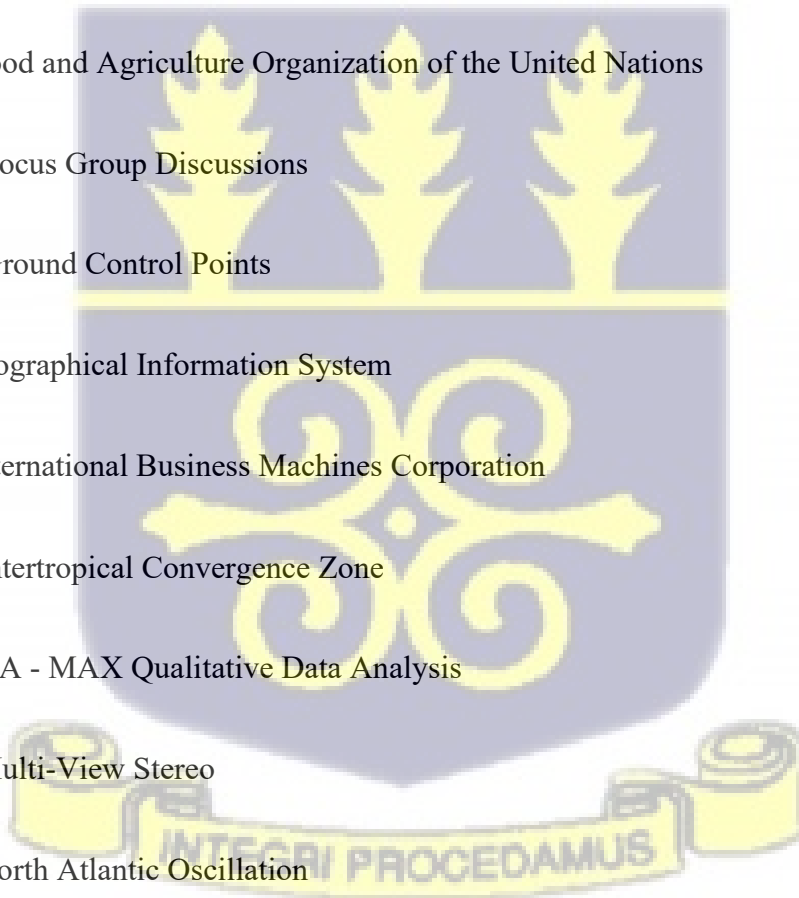 ood and Agriculture Organization of the United Nations
ocus Group Discussions
round Control Points
ographical Information System
ternational Business Machines Corporation
ntertropical Convergence Zone
A - MAX Qualitative Data Analysis
ulti-View Stereo
INTEGRI PROCEDAMUS
orth Atlantic Oscillation